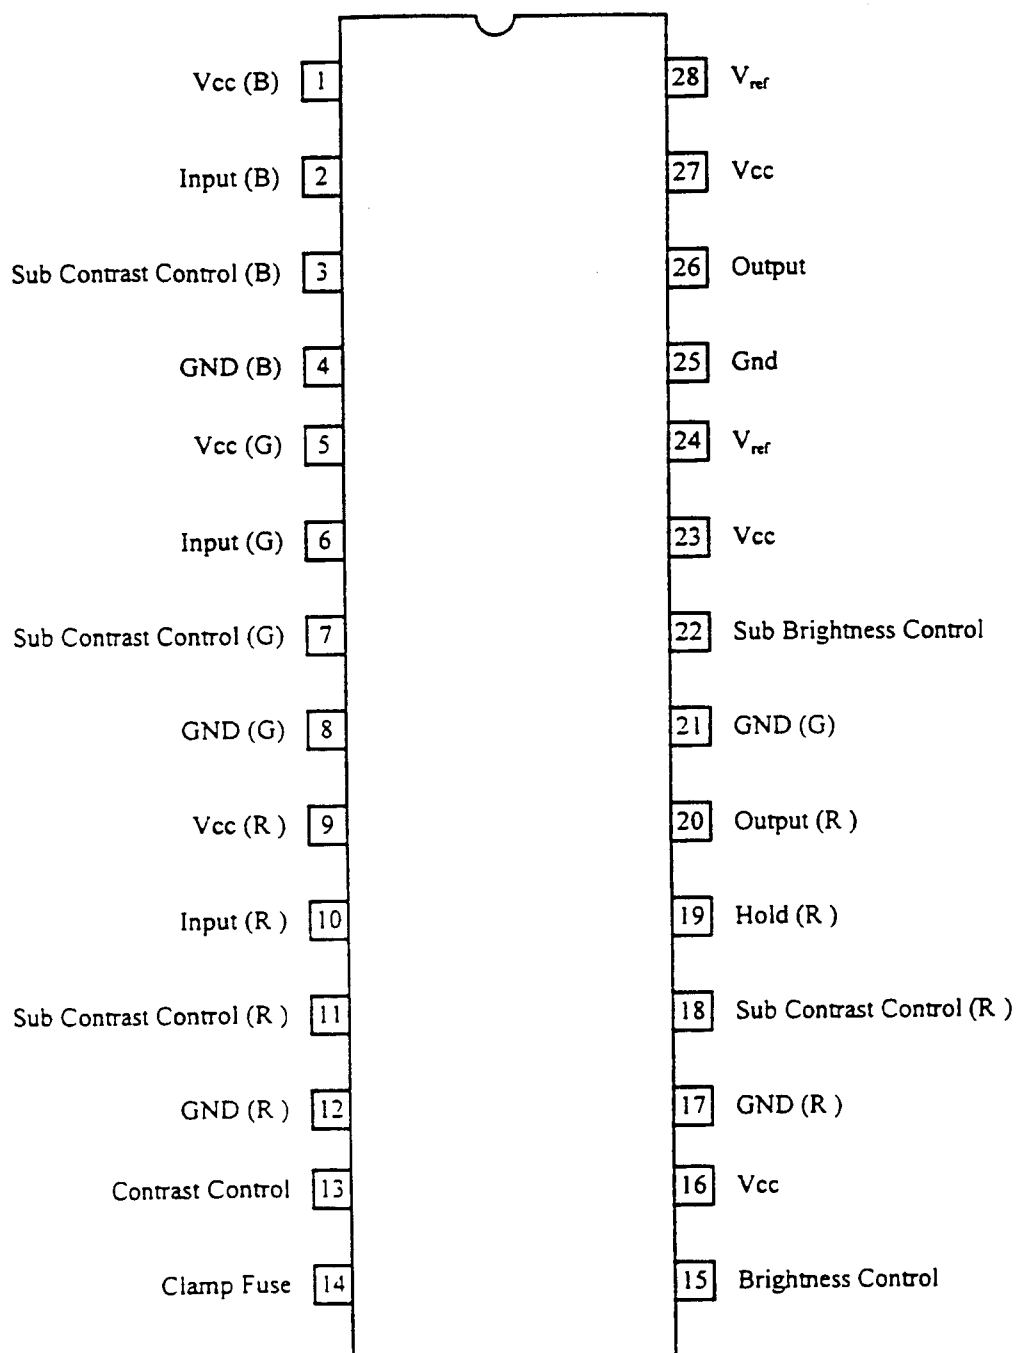 Vcc (B) 1 28 Vref
Input (B) 2 27 Vcc
Sub Contrast Control (B) 3 26 Output
GND (B) 4 25 Gnd
Vcc (G) 5 24 Vref
Input (G) 6 23 Vcc
Sub Contrast Control (G) 7 22 Sub Brightness Control
GND (G) 8 21 GND (G)
Vcc (R ) 9 20 Output (R )
Input (R ) 10 19 Hold (R )
Sub Contrast Control (R ) 11 18 Sub Contrast Control (R )
GND (R ) 12 17 GND (R )
Contrast Control 13 16 Vcc
Clamp Fuse 14 15 Brightness Control